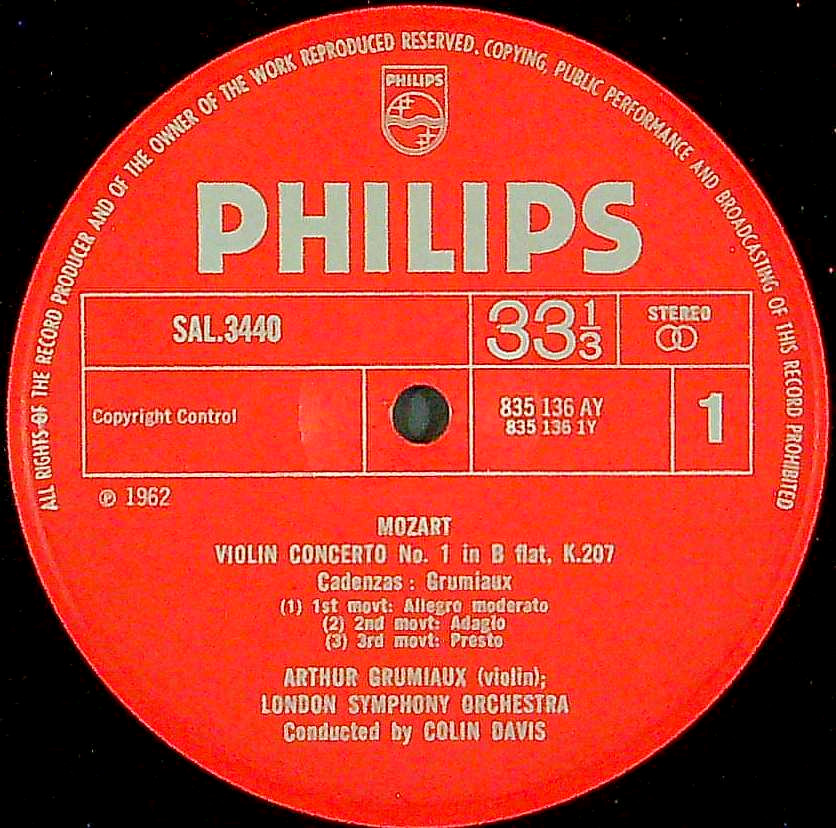 ALL RIGHTS OF THE RECORD PRODUCER AND OF THE OWNER OF THE WORK REPRODUCED RESERVED. COPYING, PUBLIC PERFORMANCE AND BROADCASTING OF THIS RECORD PROHIBITED
PHILIPS
PHILIPS
SAL.3440
33 1/3
STEREO
Copyright Control
835 136 AY
835 136 1Y
1
℗ 1962
MOZART
VIOLIN CONCERTO No. 1 in B flat, K.207
Cadenzas : Grumiaux
(1) 1st movt: Allegro moderato
(2) 2nd movt: Adagio
(3) 3rd movt: Presto
ARTHUR GRUMIAUX (violin);
LONDON SYMPHONY ORCHESTRA
Conducted by COLIN DAVIS